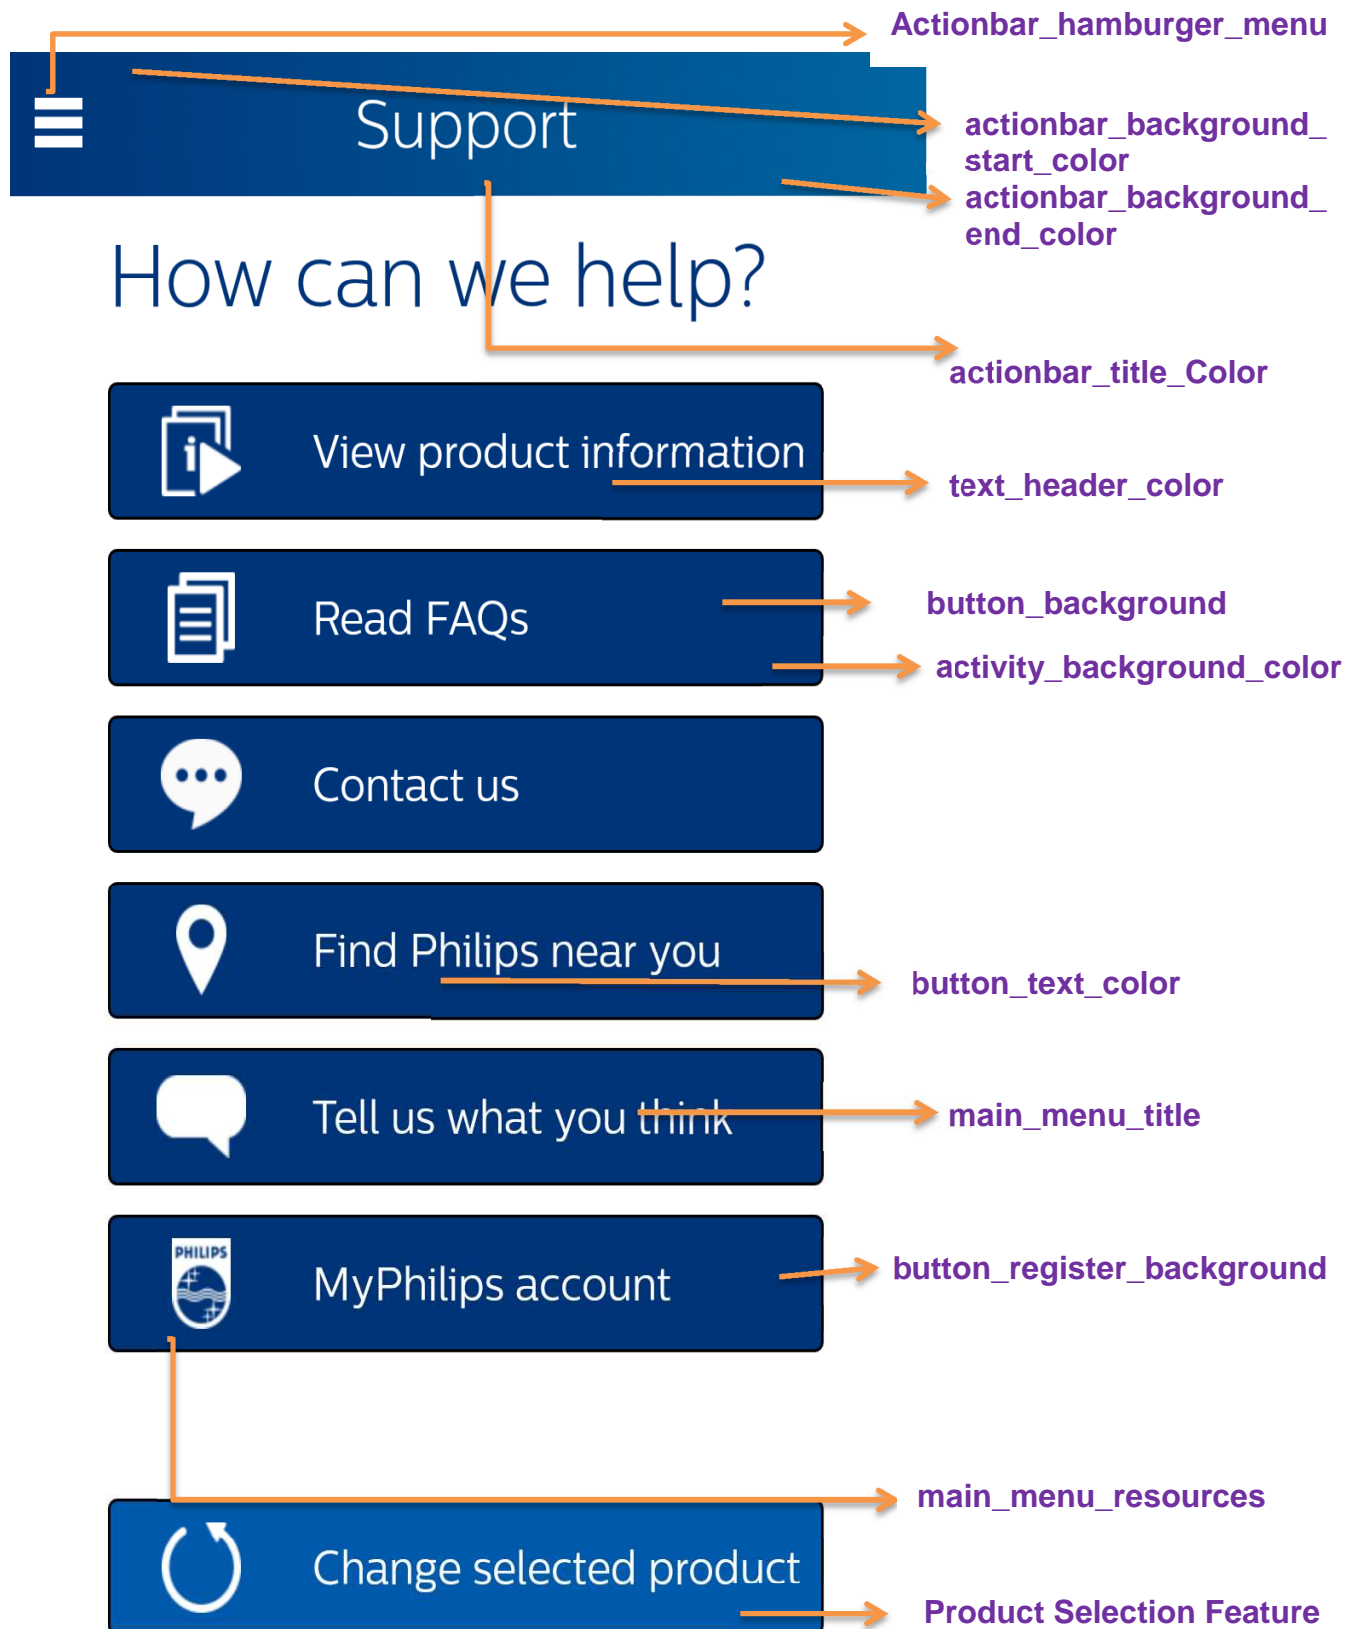 Actionbar_hamburger_menu
Support
actionbar_background_
start_color
actionbar_background_
end_color
How can we help?
actionbar_title_Color
View product information
text_header_color
Read FAQs
button_background
activity_background_color
Contact us
Find Philips near you
button_text_color
Tell us what you think
main_menu_title
PHILIPS
MyPhilips account
button_register_background
main_menu_resources
Change selected product
Product Selection Feature